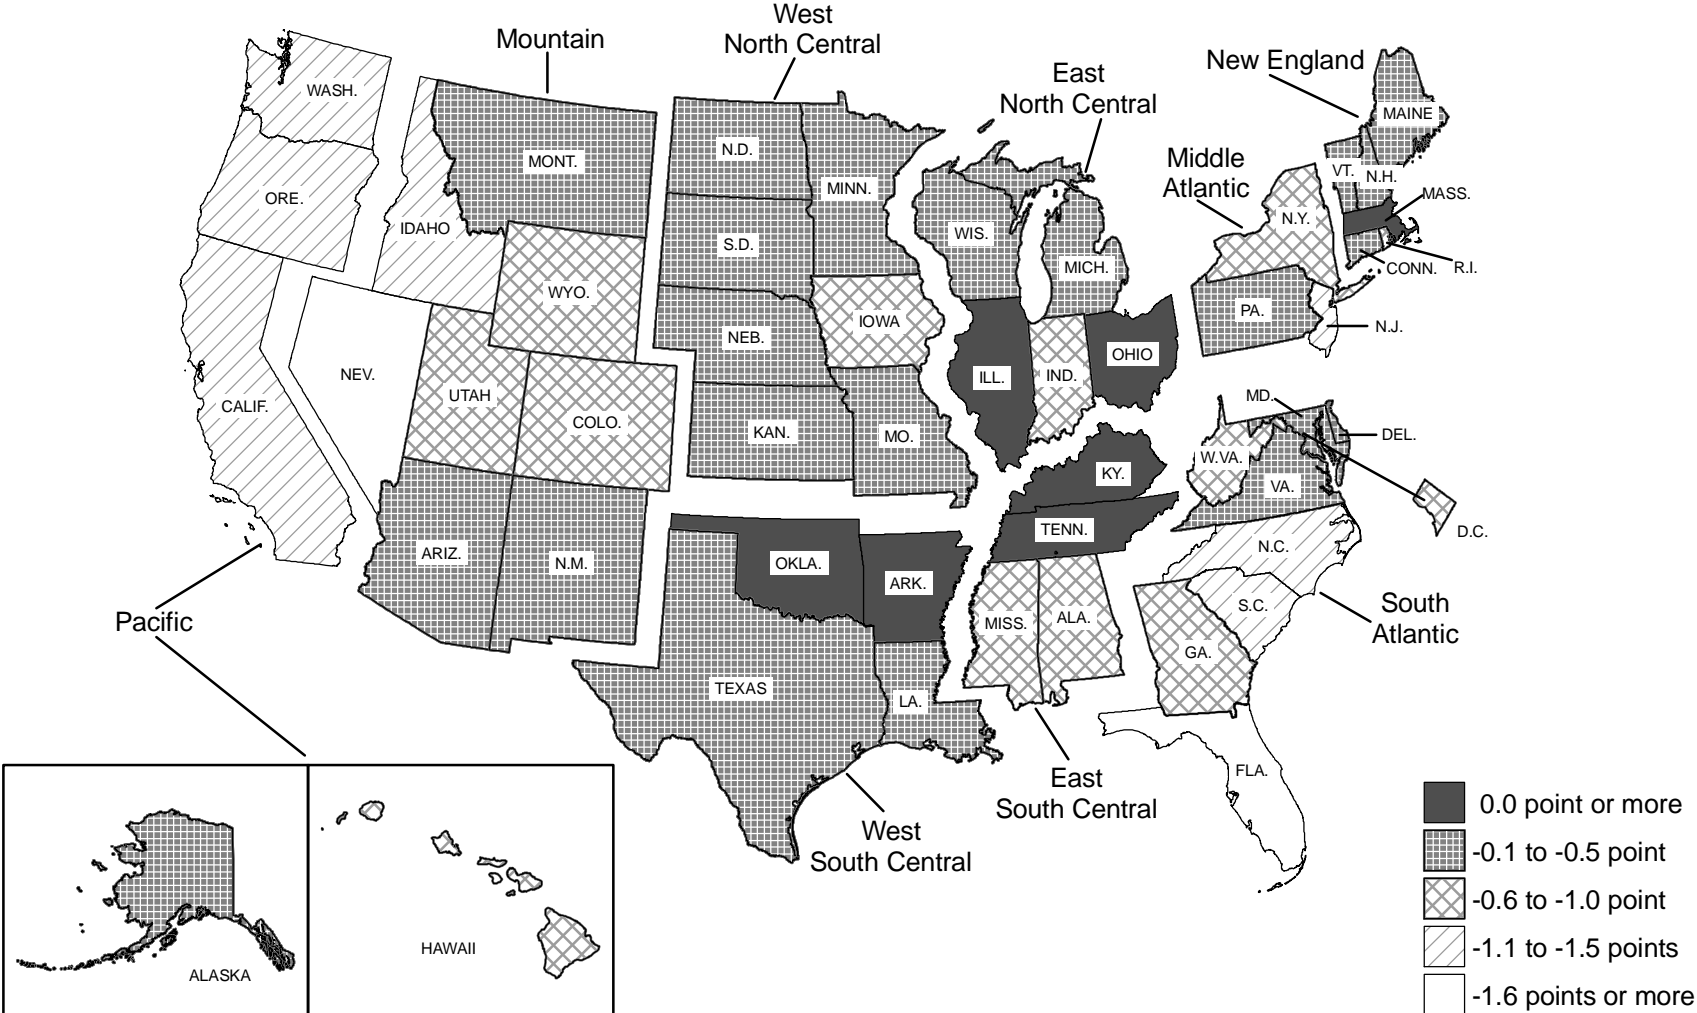 West
North Central
Mountain
New England
East
North Central
WASH.
MAINE
N.D.
MONT.
Middle
Atlantic
VT.
N.H.
MINN.
MASS.
ORE.
N.Y.
IDAHO
S.D.
WIS.
MICH.
CONN.
R.I.
WYO.
PA.
IOWA
N.J.
NEB.
OHIO
NEV.
ILL.
IND.
UTAH
MD.
CALIF.
COLO.
KAN.
MO.
DEL.
W.VA.
KY.
VA.
TENN.
D.C.
N.C.
ARIZ.
N.M.
OKLA.
ARK.
S.C.
South
Atlantic
Pacific
MISS.
ALA.
GA.
TEXAS
LA.
FLA.
East
South Central
West
South Central
HAWAII
ALASKA
0.0 point or more
-0.1 to -0.5 point
-0.6 to -1.0 point
-1.1 to -1.5 points
-1.6 points or more